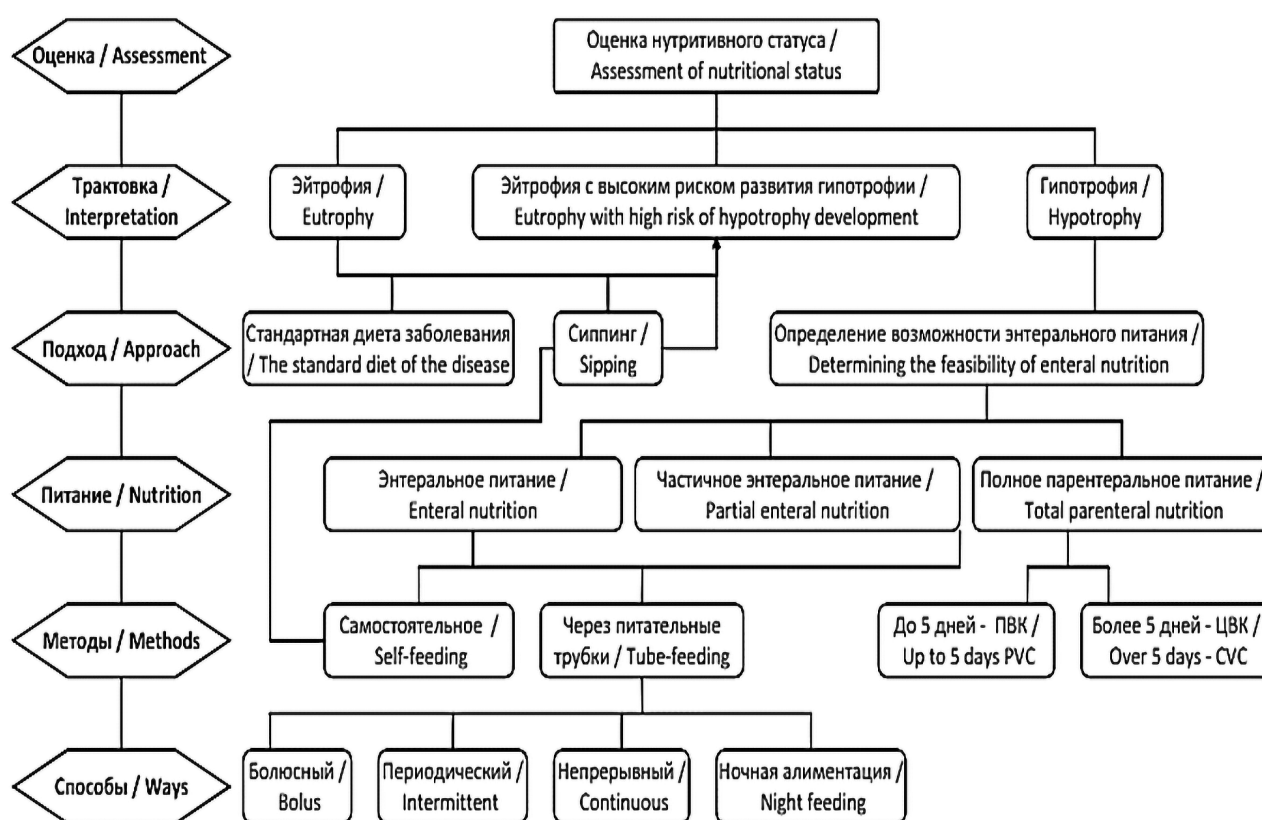 Оценка / Assessment
Оценка нутритивного статуса /
Assessment of nutritional status
Трактовка /
Interpretation
Эйтрофия /
Eutrophy
Эйтрофия с высоким риском развития гипотрофии /
Eutrophy with high risk of hypotrophy development
Гипотрофия /
Hypotrophy
Подход / Approach
Стандартная диета заболевания
/ The standard diet of the disease
Сиппинг /
Sipping
Определение возможности энтерального питания /
Determining the feasibility of enteral nutrition
Питание / Nutrition
Энтеральное питание /
Enteral nutrition
Частичное энтеральное питание /
Partial enteral nutrition
Полное парентеральное питание /
Total parenteral nutrition
Методы / Methods
Самостоятельное /
Self-feeding
Через питательные
трубки / Tube-feeding
До 5 дней - ПВК /
Up to 5 days PVC
Более 5 дней - ЦВК /
Over 5 days - CVC
Способы / Ways
Болюсный /
Bolus
Периодический /
Intermittent
Непрерывный /
Continuous
Ночная алиментация /
Night feeding